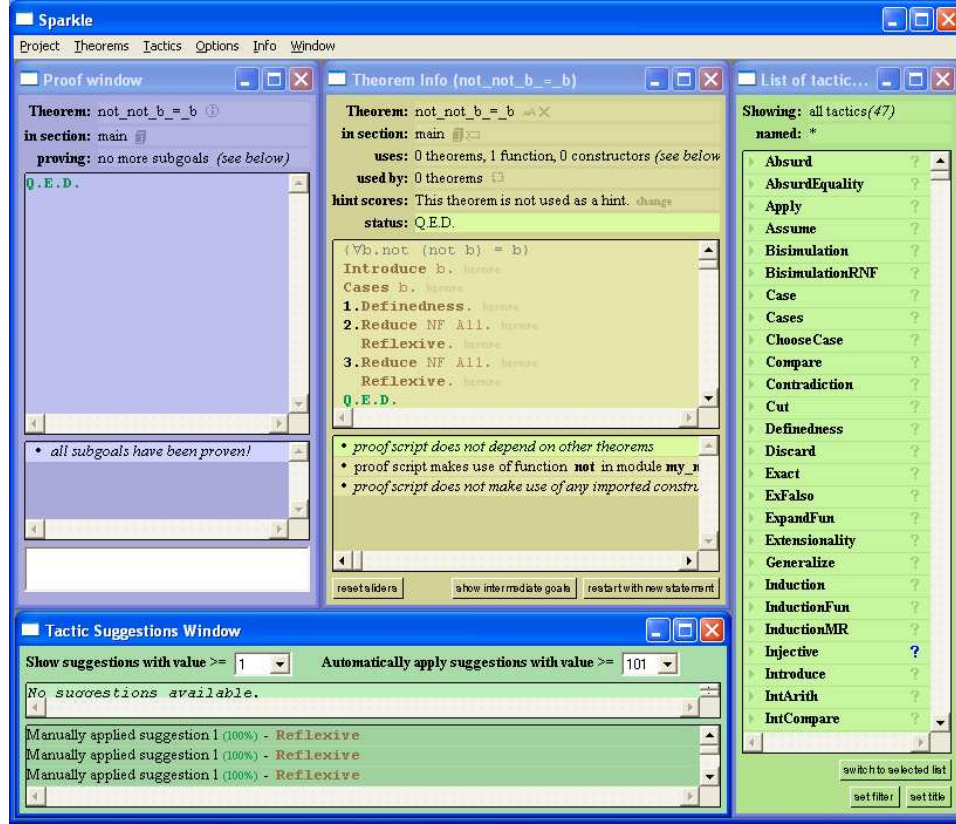 Sparkle
Project Theorems Tactics Options Info Window
Proof window
Theorem: not_not_b_=_b
in section: main
proving: no more subgoals (see below)
Q.E.D.
• all subgoals have been proven!
Theorem Info (not_not_b_=_b)
Theorem: not_not_b_=_b
in section: main
uses: 0 theorems, 1 function, 0 constructors (see below
used by: 0 theorems
hint scores: This theorem is not used as a hint. change
status: Q.E.D.
(∀b.not (not b) = b)
Introduce b.
Cases b.
1.Definedness.
2.Reduce NF All.
Reflexive.
3.Reduce NF All.
Reflexive.
Q.E.D.
• proof script does not depend on other theorems
• proof script makes use of function not in module my_
• proof script does not make use of any imported constru
reset sliders show intermediate goals restart with new statement
List of tactic...
Showing: all tactics(47)
named: *
Absurd ?
AbsurdEquality ?
Apply ?
Assume ?
Bisimulation ?
BisimulationRNF ?
Case ?
Cases ?
ChooseCase ?
Compare ?
Contradiction ?
Cut ?
Definedness ?
Discard ?
Exact ?
ExFalso ?
ExpandFun ?
Extensionality ?
Generalize ?
Induction ?
InductionFun ?
InductionMR ?
Injective ?
Introduce ?
IntArith ?
IntCompare ?
switch to selected list
set filter set title
Tactic Suggestions Window
Show suggestions with value >= 1 Automatically apply suggestions with value >= 101
No suggestions available.
Manually applied suggestion 1 (100%) - Reflexive
Manually applied suggestion 1 (100%) - Reflexive
Manually applied suggestion 1 (100%) - Reflexive